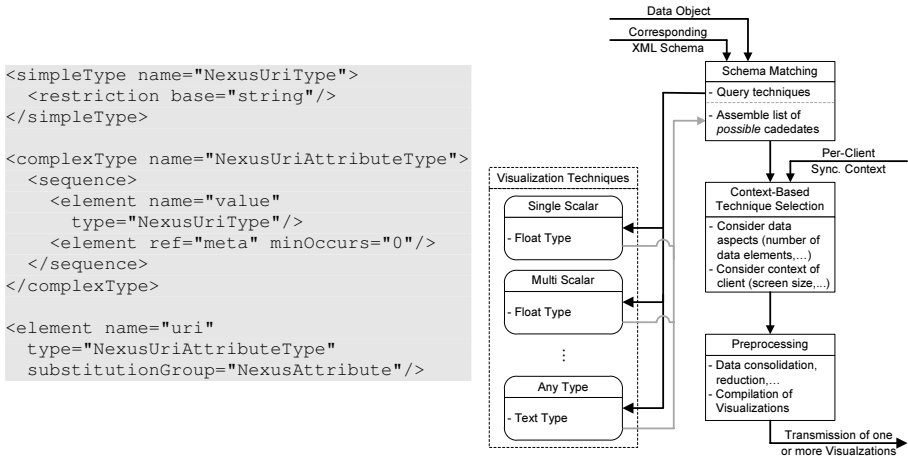 <simpleType name="NexusUriType">
<restriction base="string"/>
</simpleType>
<complexType name="NexusUriAttributeType">
<sequence>
<element name="value"
type="NexusUriType"/>
<element ref="meta" minOccurs="0"/>
</sequence>
</complexType>
<element name="uri"
type="NexusUriAttributeType"
substitutionGroup="NexusAttribute"/>
Data Object
Corresponding
XML Schema
Schema Matching
- Query techniques
- Assemble list of
possible cadedates
Per-Client
Sync. Context
Context-Based
Technique Selection
- Consider data
aspects (number of
data elements,...)
- Consider context of
client (screen size,...)
Preprocessing
- Data consolidation,
reduction,...
- Compilation of
Visualizations
Transmission of one
or more Visualzations
Visualization Techniques
Single Scalar
- Float Type
Multi Scalar
- Float Type
...
Any Type
- Text Type